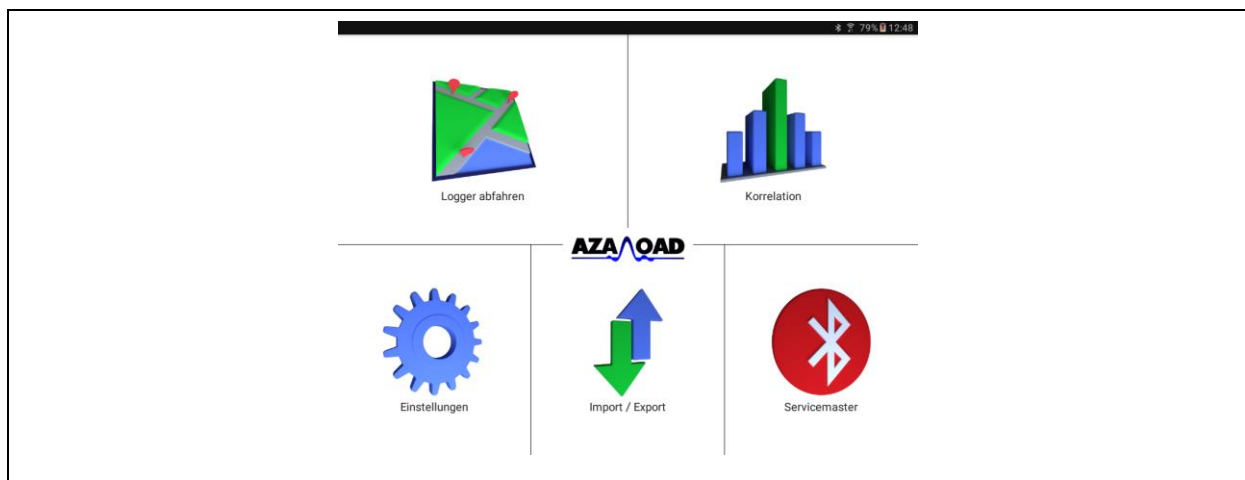 79% 12:48
Logger abfahren
Korrelation
AZA OAD
Einstellungen
Import / Export
Servicemaster